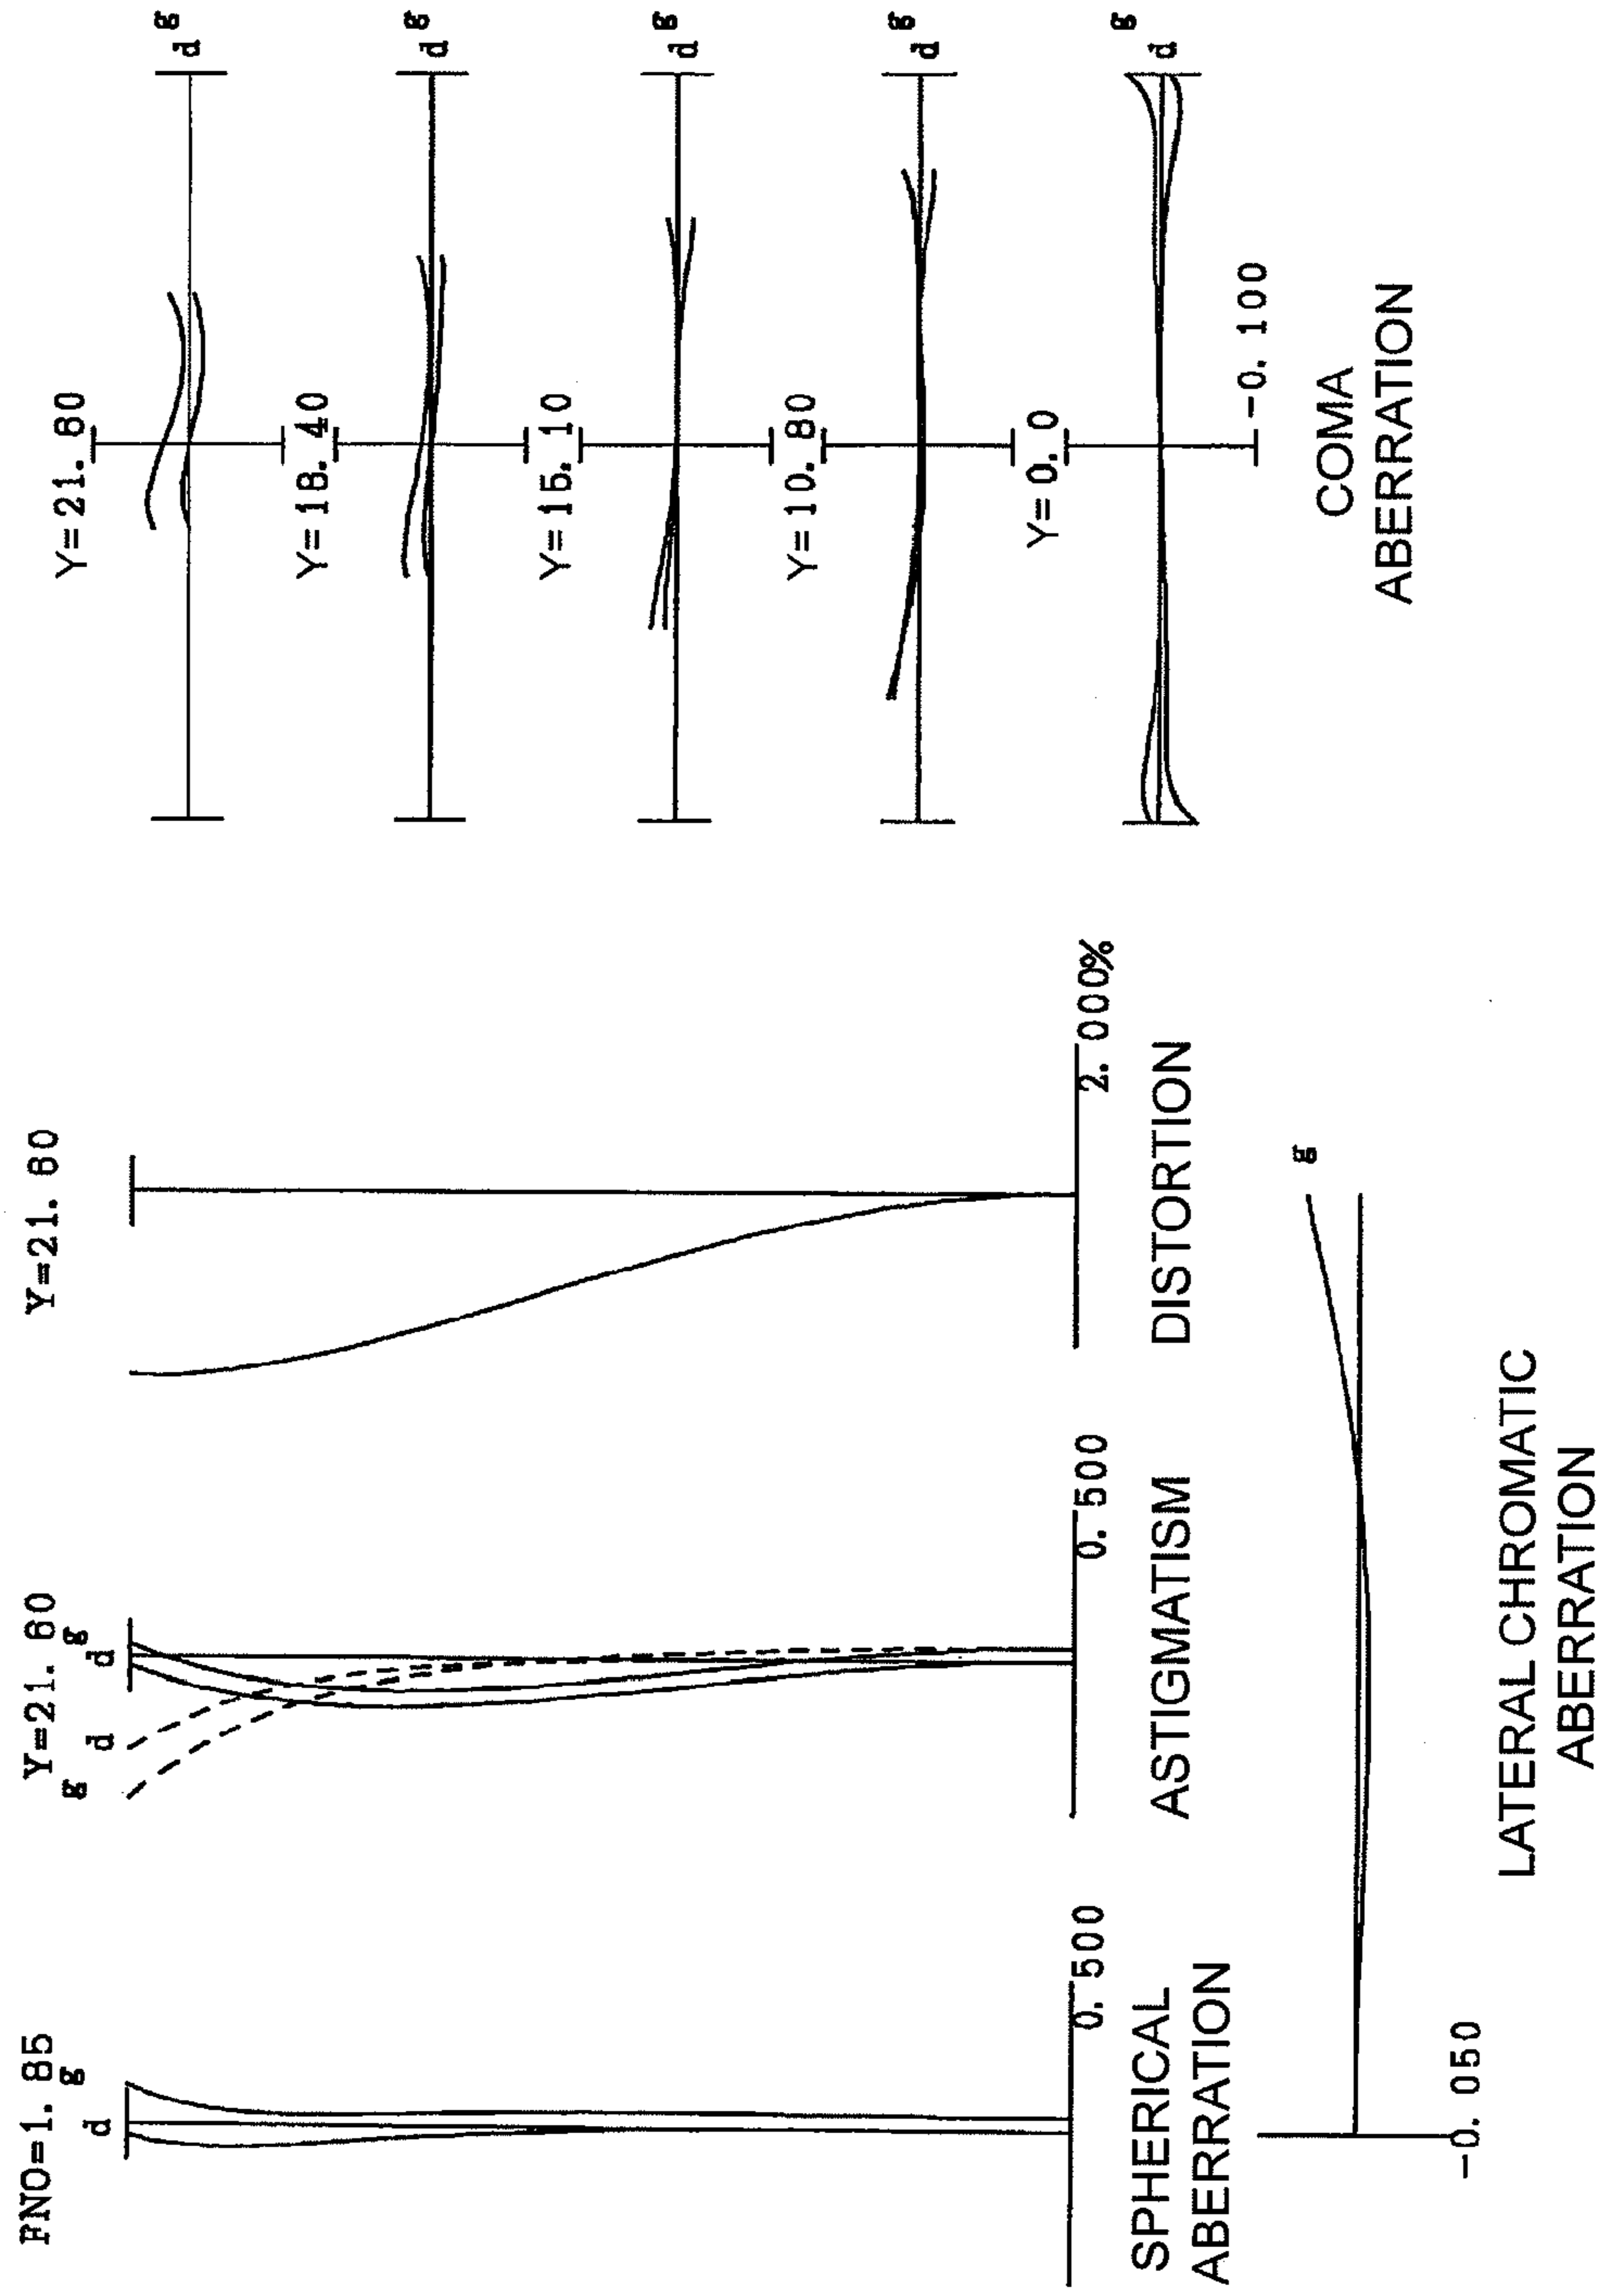 FNO=1.85
d g
0.500
SPHERICAL
ABERRATION
Y=21.60
g d d g
0.500
ASTIGMATISM
Y=21.60
2.000%
DISTORTION
g
-0.050
LATERAL CHROMATIC
ABERRATION
Y=21.60
d g
Y=18.40
d g
Y=15.10
d g
Y=10.80
d g
Y=0.0
d g
-0.100
COMA
ABERRATION